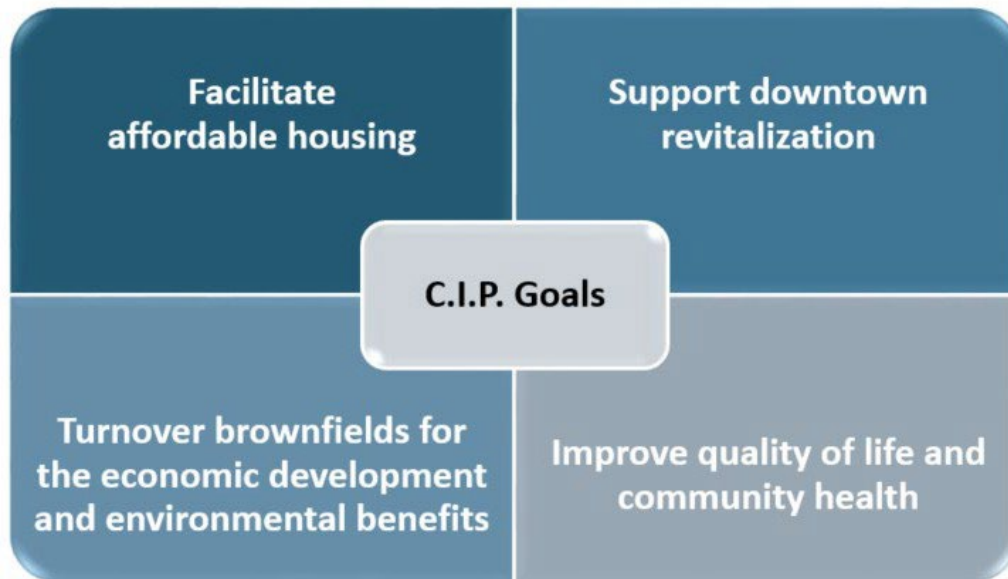 Facilitate
affordable housing
Support downtown
revitalization
C.I.P. Goals
Turnover brownfields for
the economic development
and environmental benefits
Improve quality of life and
community health